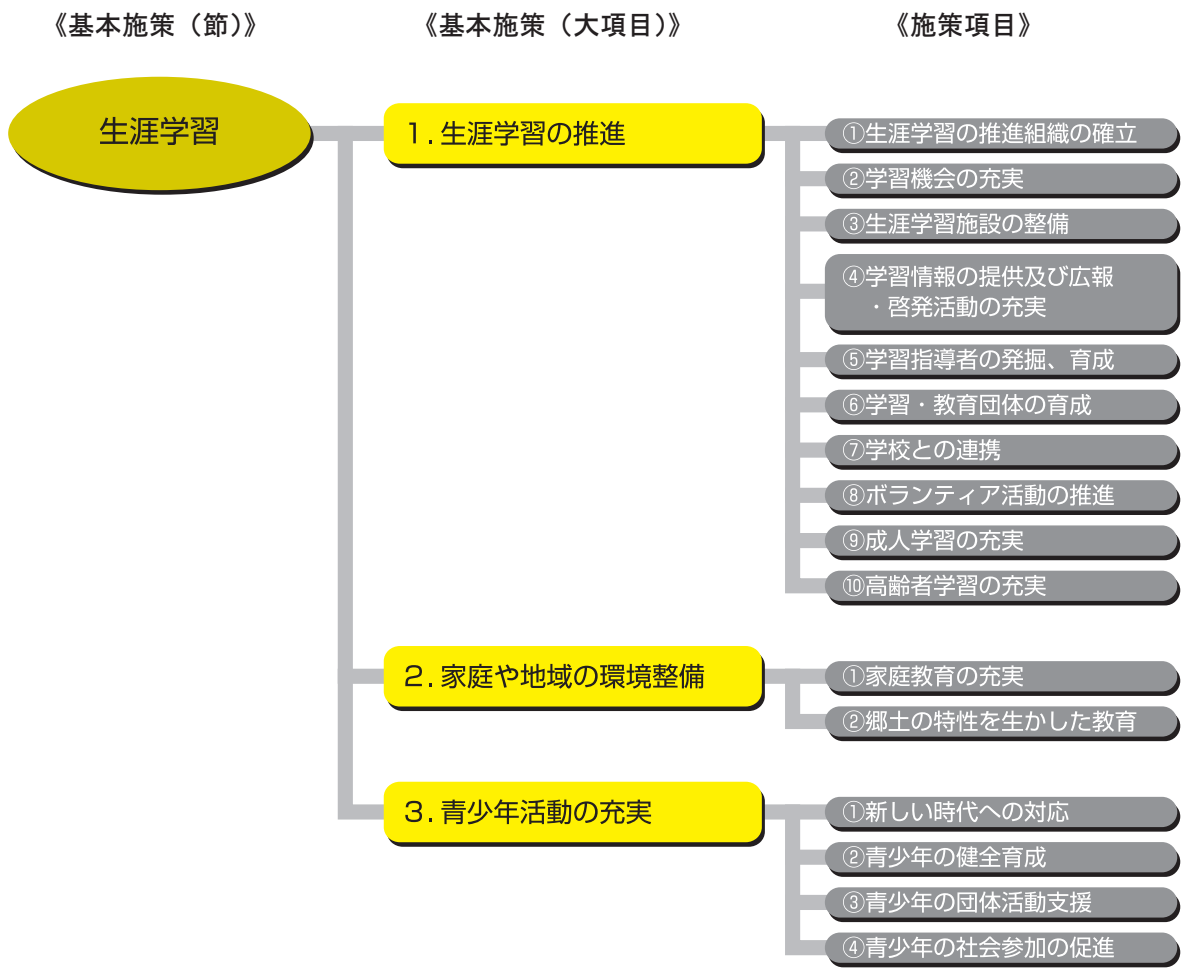 《基本施策（節）》
《基本施策（大項目）》
《施策項目》
生涯学習
1. 生涯学習の推進
①生涯学習の推進組織の確立
②学習機会の充実
③生涯学習施設の整備
④学習情報の提供及び広報
・啓発活動の充実
⑤学習指導者の発掘、育成
⑥学習・教育団体の育成
⑦学校との連携
⑧ボランティア活動の推進
⑨成人学習の充実
⑩高齢者学習の充実
2. 家庭や地域の環境整備
①家庭教育の充実
②郷土の特性を生かした教育
3. 青少年活動の充実
①新しい時代への対応
②青少年の健全育成
③青少年の団体活動支援
④青少年の社会参加の促進